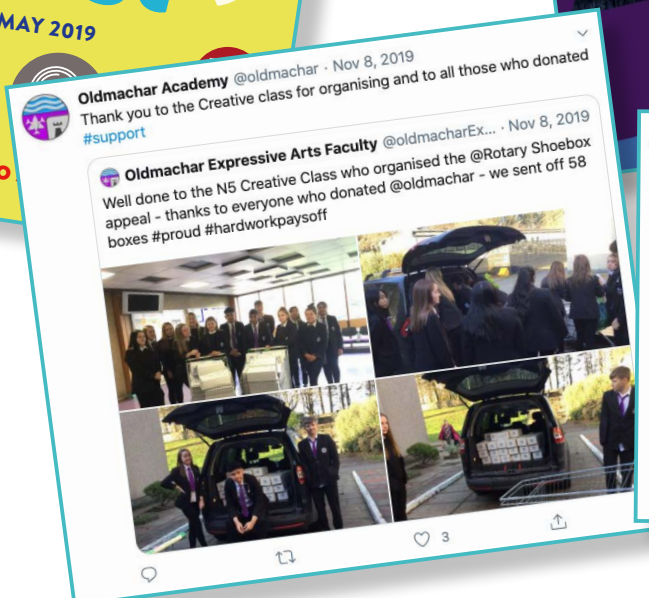 MAY 2019
Oldmachar Academy @oldmachar · Nov 8, 2019
Thank you to the Creative class for organising and to all those who donated
#support
Oldmachar Expressive Arts Faculty @oldmacharEx... · Nov 8, 2019
Well done to the N5 Creative Class who organised the @Rotary Shoebox
appeal - thanks to everyone who donated @oldmachar - we sent off 58
boxes #proud #hardworkpaysoff
3